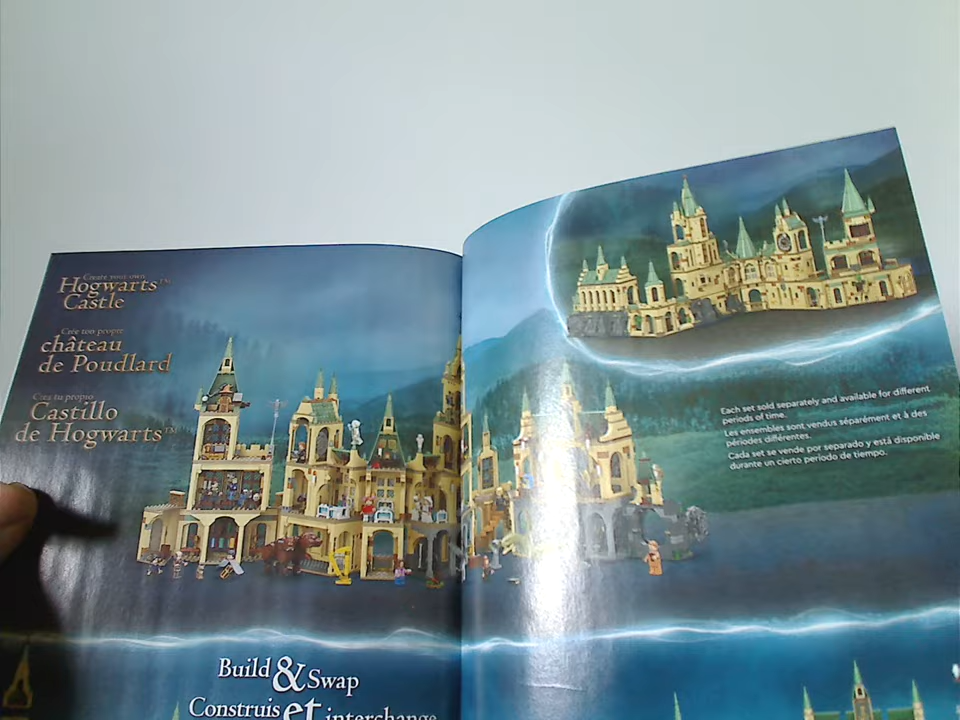 Create your own
Hogwarts™
Castle
Crée ton propre
château
de Poudlard
Crea tu propio
Castillo
de Hogwarts™
Each set sold separately and available for different
periods of time.
Les ensembles sont vendus séparément et à des
périodes différentes.
Cada set se vende por separado y está disponible
durante un cierto periodo de tiempo.
Build & Swap
Construis et interchange